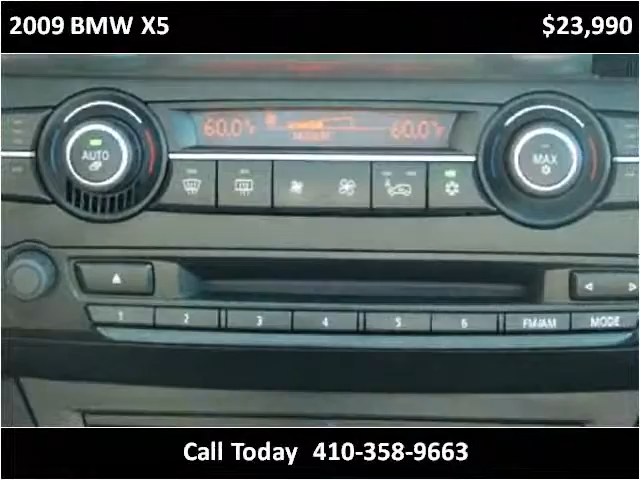 2009 BMW X5 $23,990
60.0°F 60.0°F
AUTO MAX
1 2 3 4 5 6 FM/AM MODE
Call Today 410-358-9663